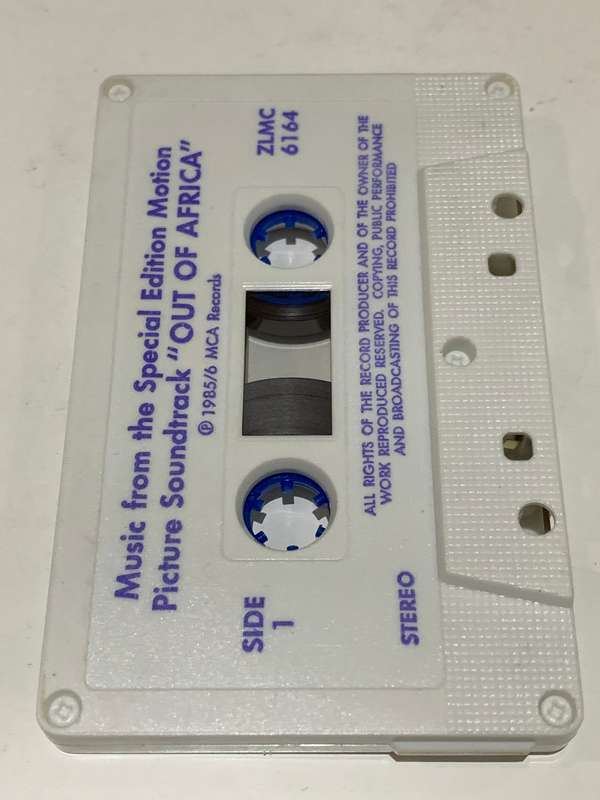 Music from the Special Edition Motion
Picture Soundtrack "OUT OF AFRICA"
℗ 1985/6 MCA Records
ZLMC
6164
SIDE
1
ALL RIGHTS OF THE RECORD PRODUCER AND OF THE OWNER OF THE
WORK REPRODUCED RESERVED. COPYING, PUBLIC PERFORMANCE
AND BROADCASTING OF THIS RECORD PROHIBITED
STEREO